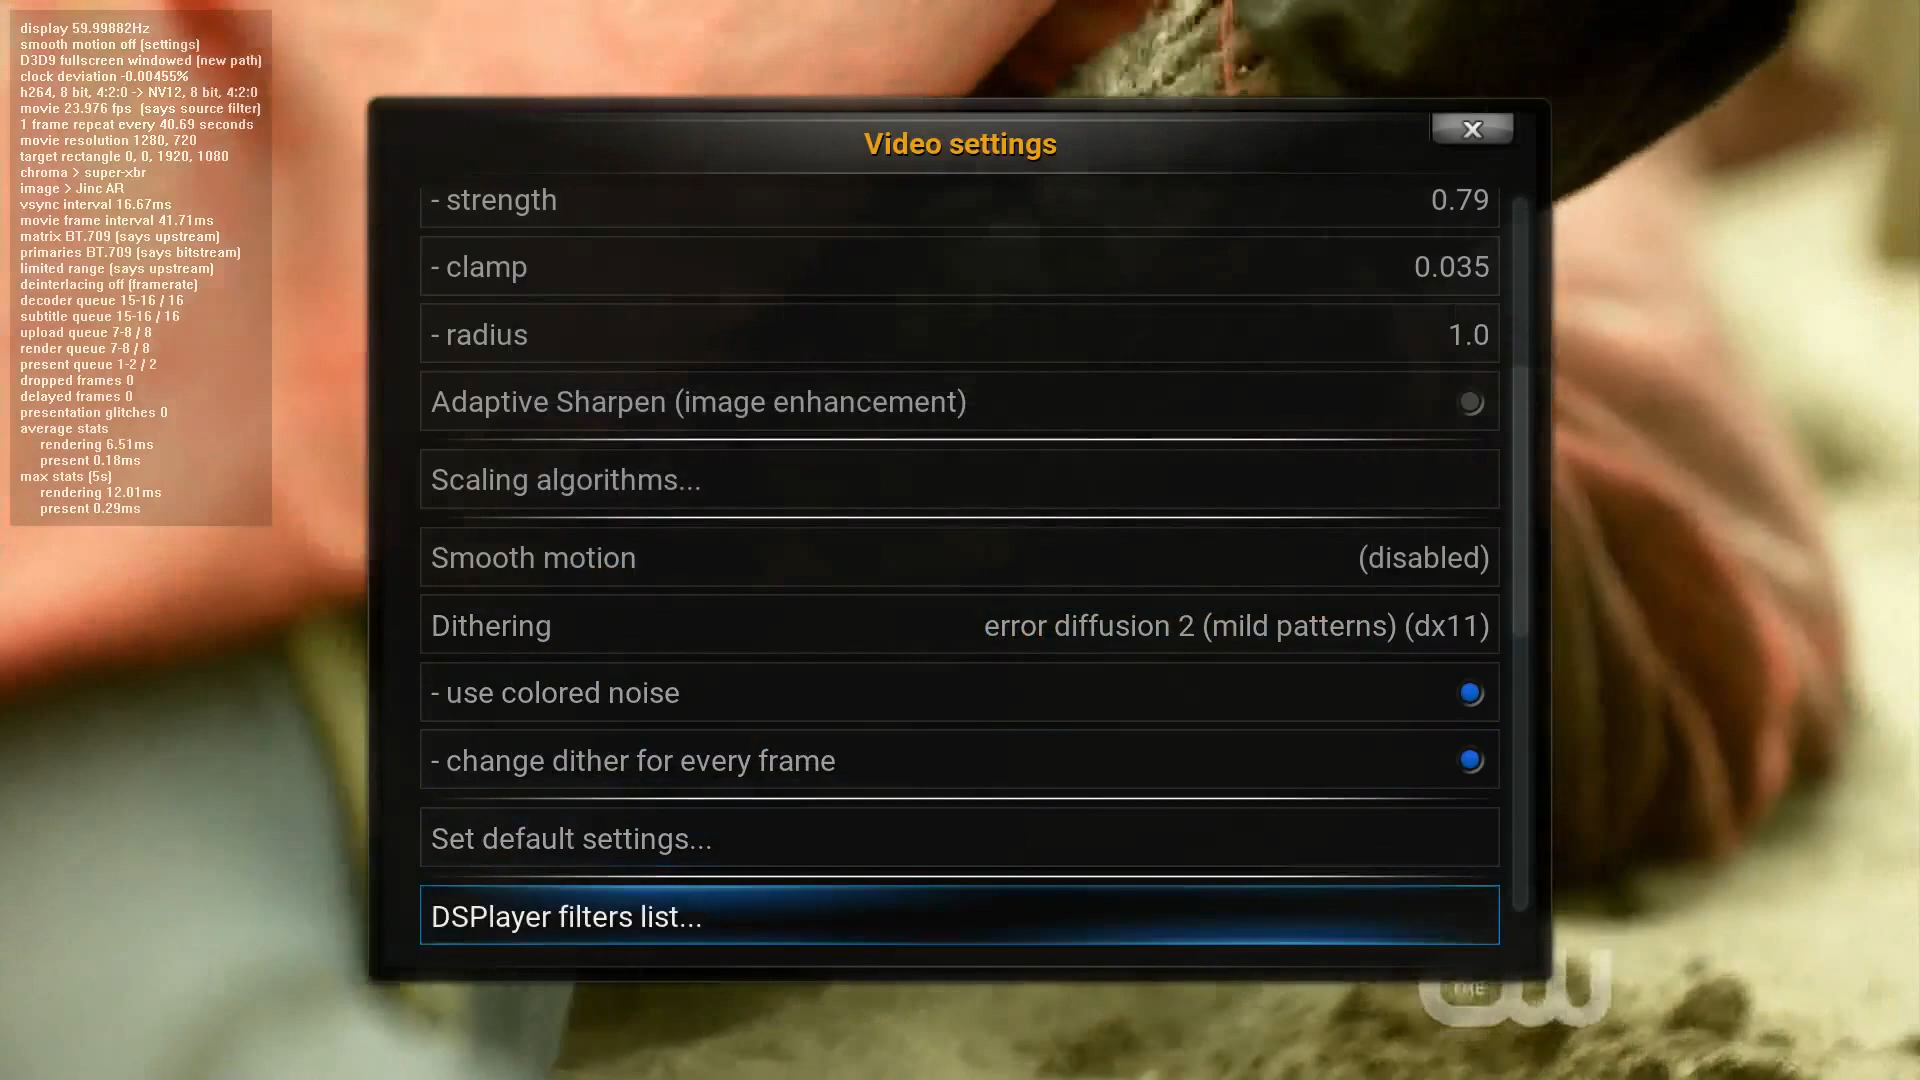 display 59.99882Hz
smooth motion off (settings)
D3D9 fullscreen windowed (new path)
clock deviation -0.00455%
h264, 8 bit, 4:2:0 -> NV12, 8 bit, 4:2:0
movie 23.976 fps (says source filter)
1 frame repeat every 40.69 seconds
movie resolution 1280, 720
target rectangle 0, 0, 1920, 1080
chroma > super-xbr
image > Jinc AR
vsync interval 16.67ms
movie frame interval 41.71ms
matrix BT.709 (says upstream)
primaries BT.709 (says bitstream)
limited range (says upstream)
deinterlacing off (framerate)
decoder queue 15-16 / 16
subtitle queue 15-16 / 16
upload queue 7-8 / 8
render queue 7-8 / 8
present queue 1-2 / 2
dropped frames 0
delayed frames 0
presentation glitches 0
average stats
rendering 6.51ms
present 0.18ms
max stats (5s)
rendering 12.01ms
present 0.29ms
Video settings
- strength 0.79
- clamp 0.035
- radius 1.0
Adaptive Sharpen (image enhancement)
Scaling algorithms...
Smooth motion (disabled)
Dithering error diffusion 2 (mild patterns) (dx11)
- use colored noise
- change dither for every frame
Set default settings...
DSPlayer filters list...
THE CW